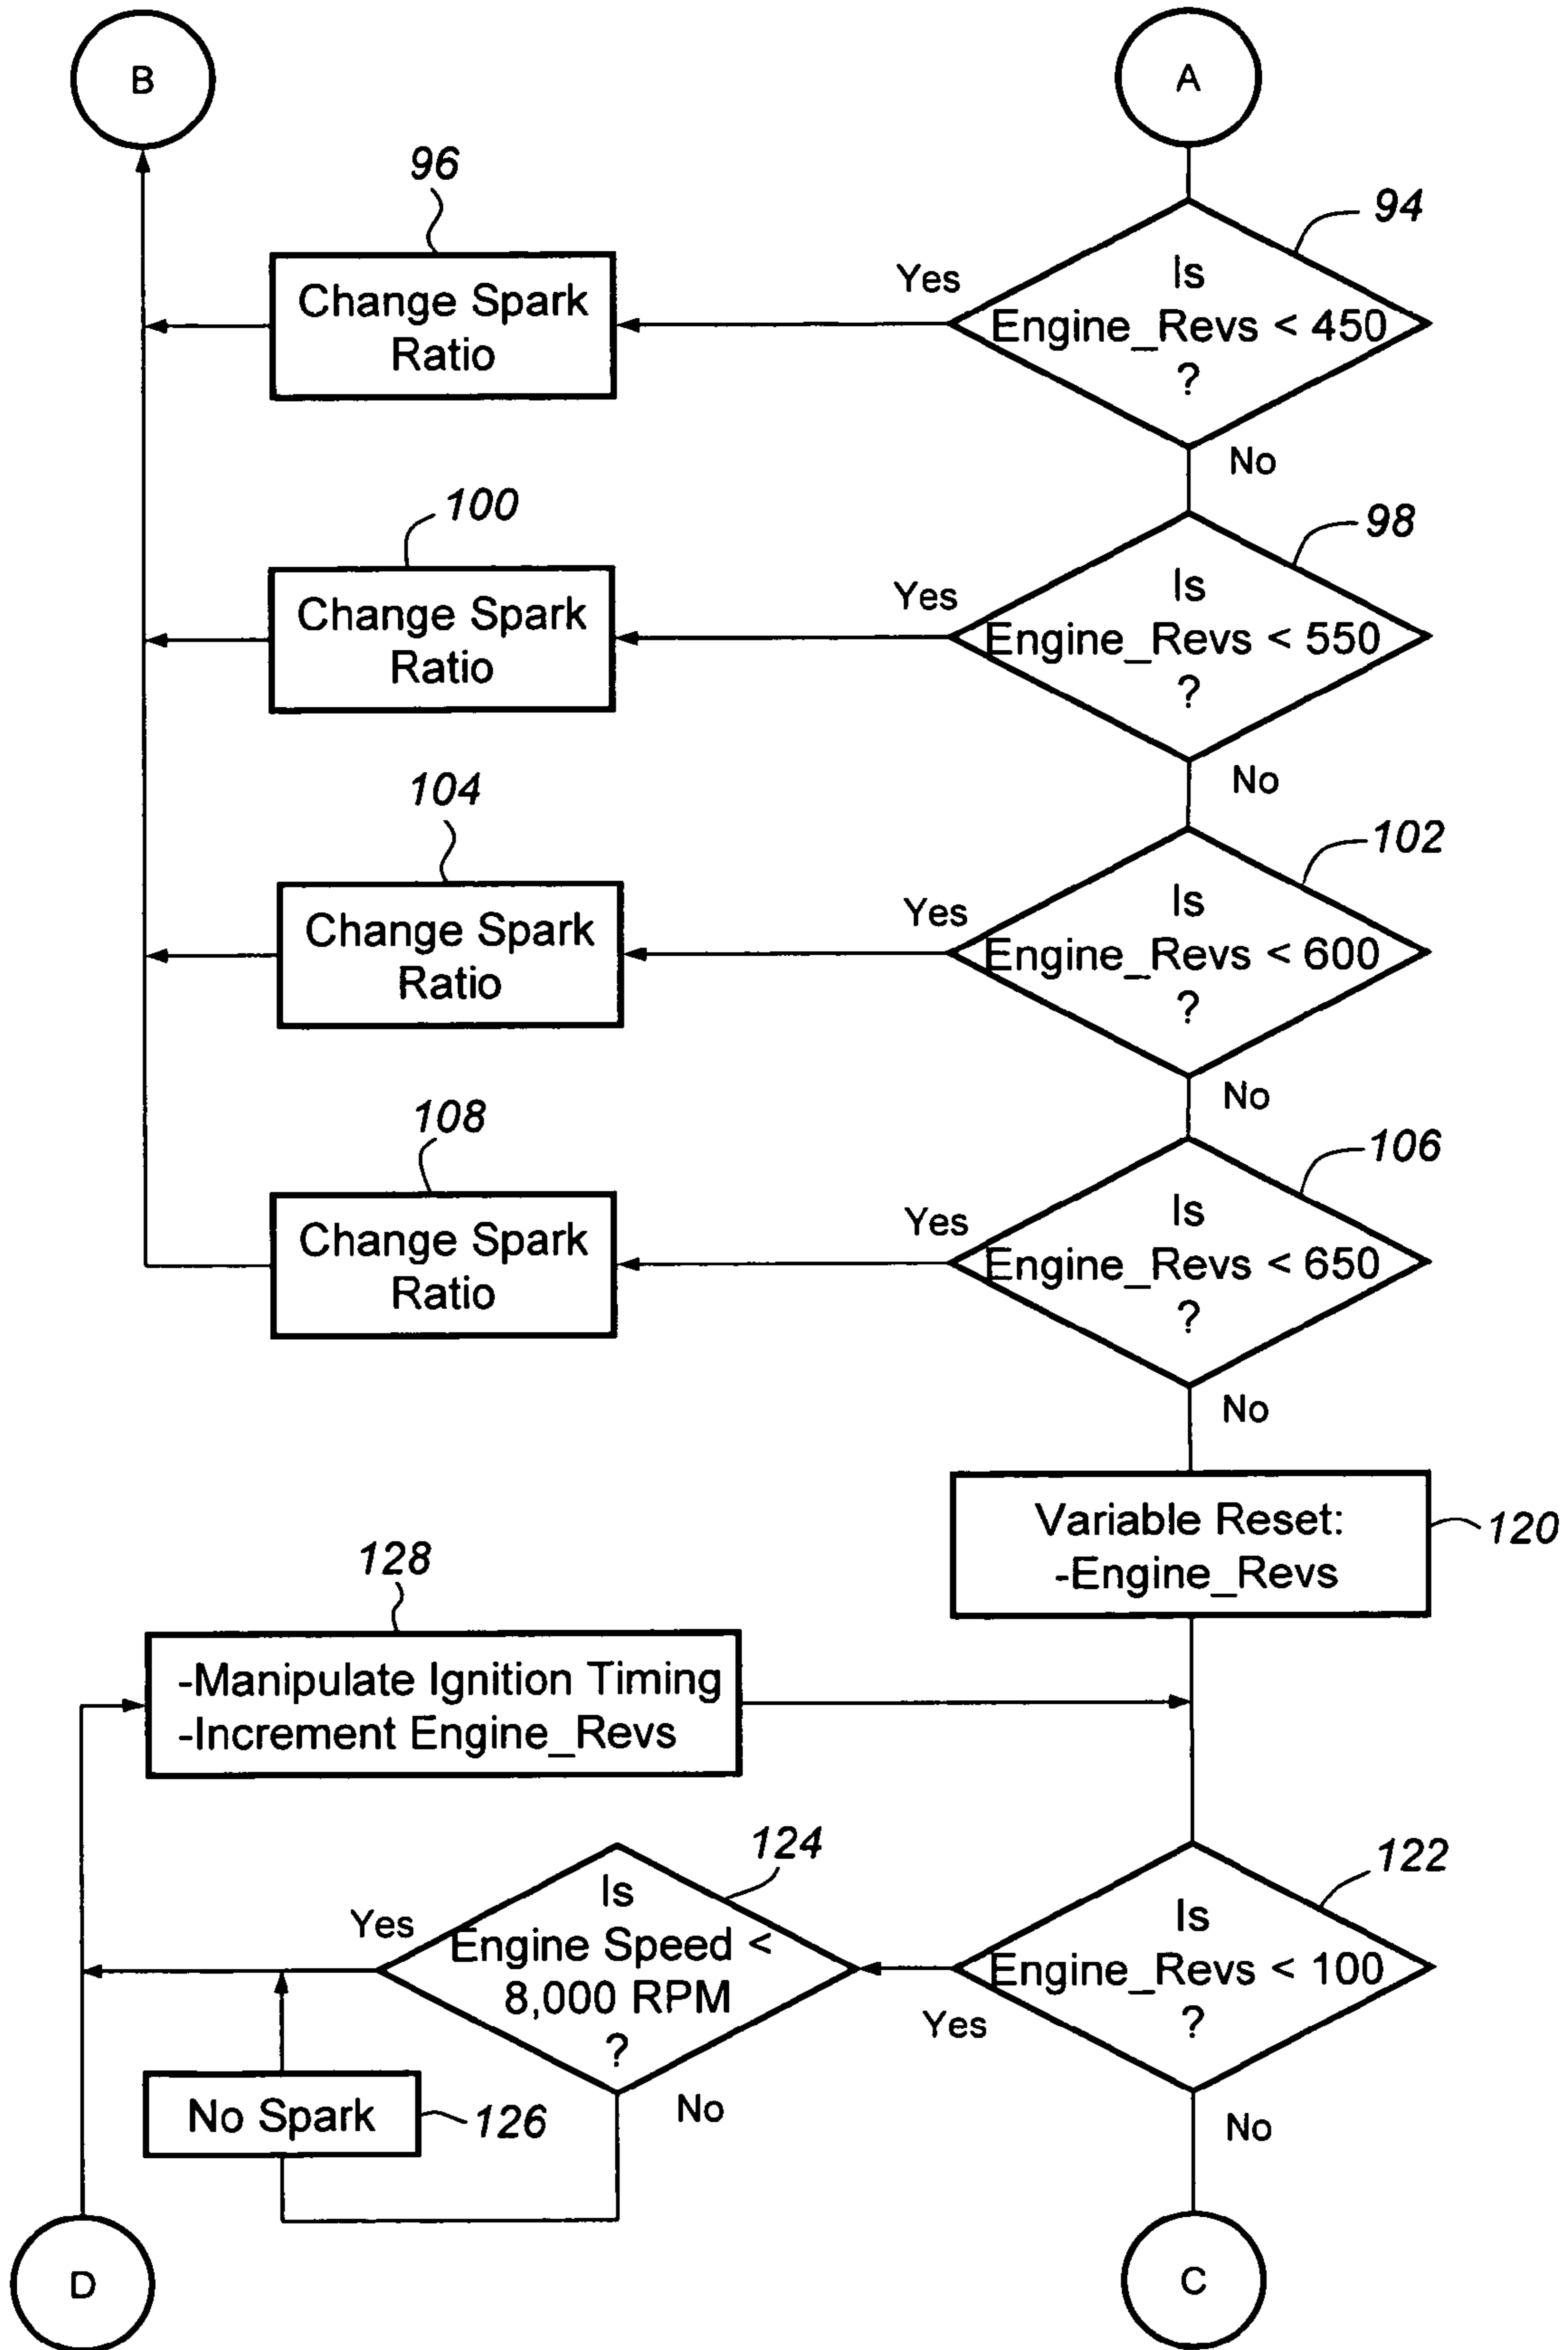 B
A
96
94
Change Spark
Ratio
Yes
Is
Engine_Revs < 450
?
No
100
98
Change Spark
Ratio
Yes
Is
Engine_Revs < 550
?
No
104
102
Change Spark
Ratio
Yes
Is
Engine_Revs < 600
?
No
108
106
Change Spark
Ratio
Yes
Is
Engine_Revs < 650
?
No
Variable Reset:
-Engine_Revs
120
128
-Manipulate Ignition Timing
-Increment Engine_Revs
124
122
Yes
Is
Engine Speed <
8,000 RPM
?
No
Is
Engine_Revs < 100
?
Yes
No
No Spark
126
D
C